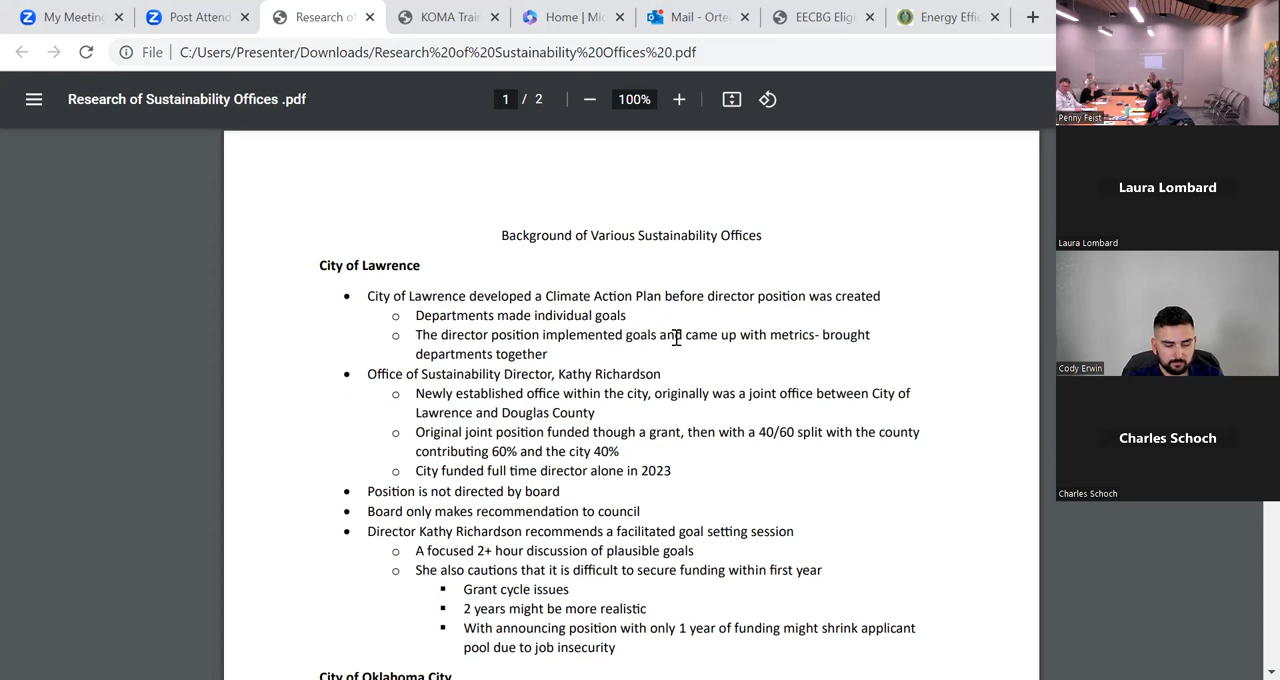 My Meetin
Post Attend
Research of
KOMA Trai
Home | Mi
Mail - Orte
EECBG Elig
Energy Effic
File
C:/Users/Presenter/Downloads/Research%20of%20Sustainability%20Offices%20.pdf
Research of Sustainability Offices .pdf
1 / 2
100%
Background of Various Sustainability Offices
City of Lawrence
• City of Lawrence developed a Climate Action Plan before director position was created
o Departments made individual goals
o The director position implemented goals and came up with metrics- brought
departments together
• Office of Sustainability Director, Kathy Richardson
o Newly established office within the city, originally was a joint office between City of
Lawrence and Douglas County
o Original joint position funded though a grant, then with a 40/60 split with the county
contributing 60% and the city 40%
o City funded full time director alone in 2023
• Position is not directed by board
• Board only makes recommendation to council
• Director Kathy Richardson recommends a facilitated goal setting session
o A focused 2+ hour discussion of plausible goals
o She also cautions that it is difficult to secure funding within first year
▪ Grant cycle issues
▪ 2 years might be more realistic
▪ With announcing position with only 1 year of funding might shrink applicant
pool due to job insecurity
City of Oklahoma City
Penny Feist
Laura Lombard
Laura Lombard
Cody Erwin
Charles Schoch
Charles Schoch